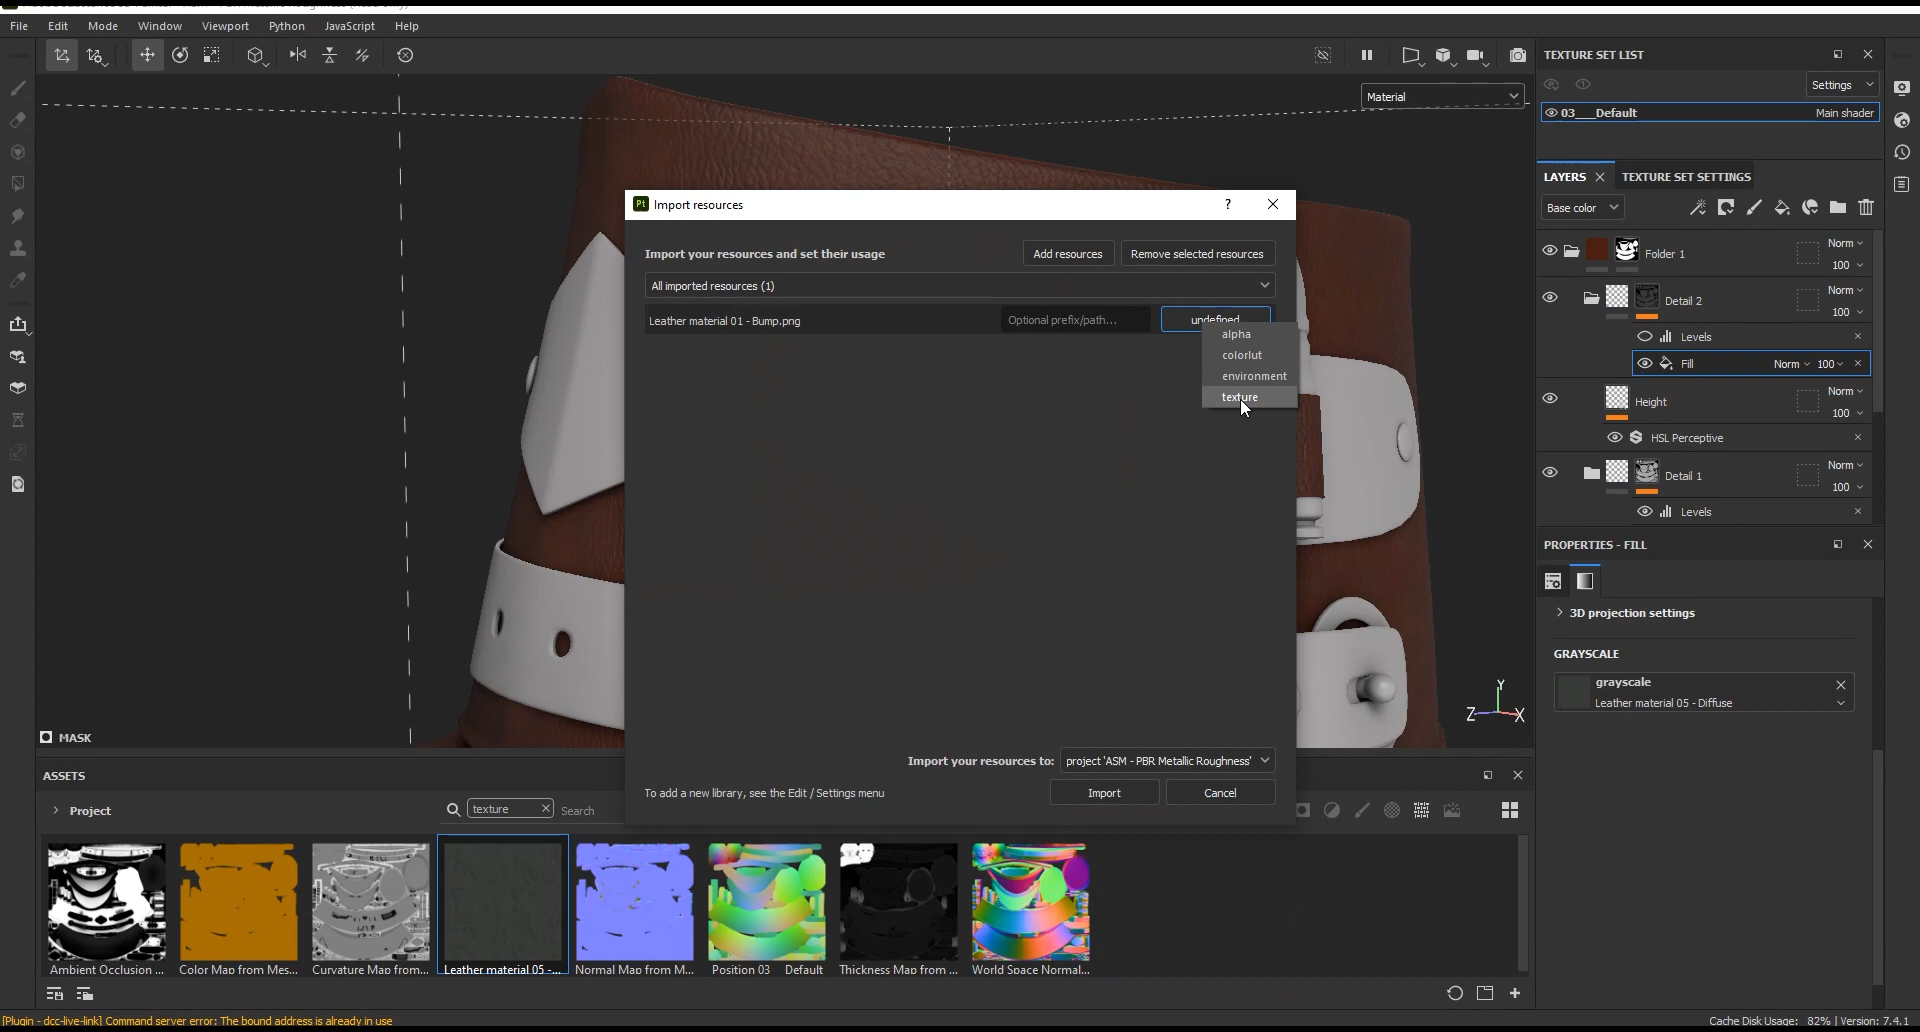 File Edit Mode Window Viewport Python JavaScript Help
Material
TEXTURE SET LIST
Settings
03___Default Main shader
LAYERS TEXTURE SET SETTINGS
Base color
Folder 1 Norm
100
Detail 2 Norm
100
Levels
Fill Norm 100
Height Norm
100
HSL Perceptive
Detail 1 Norm
100
Levels
PROPERTIES - FILL
3D projection settings
GRAYSCALE
grayscale
Leather material 05 - Diffuse
Pt Import resources ?
Import your resources and set their usage Add resources Remove selected resources
All imported resources (1)
Leather material 01 - Bump.png Optional prefix/path... undefined
alpha
colorlut
environment
texture
Import your resources to: project 'ASM - PBR Metallic Roughness'
To add a new library, see the Edit / Settings menu Import Cancel
Y
Z X
MASK
ASSETS
Project texture Search
Ambient Occlusion ... Color Map from Mes... Curvature Map from... Leather material 05 -... Normal Map from M... Position 03 Default Thickness Map from ... World Space Normal...
[Plugin - dcc-live-link] Command server error: The bound address is already in use
Cache Disk Usage: 82% | Version: 7.4.1